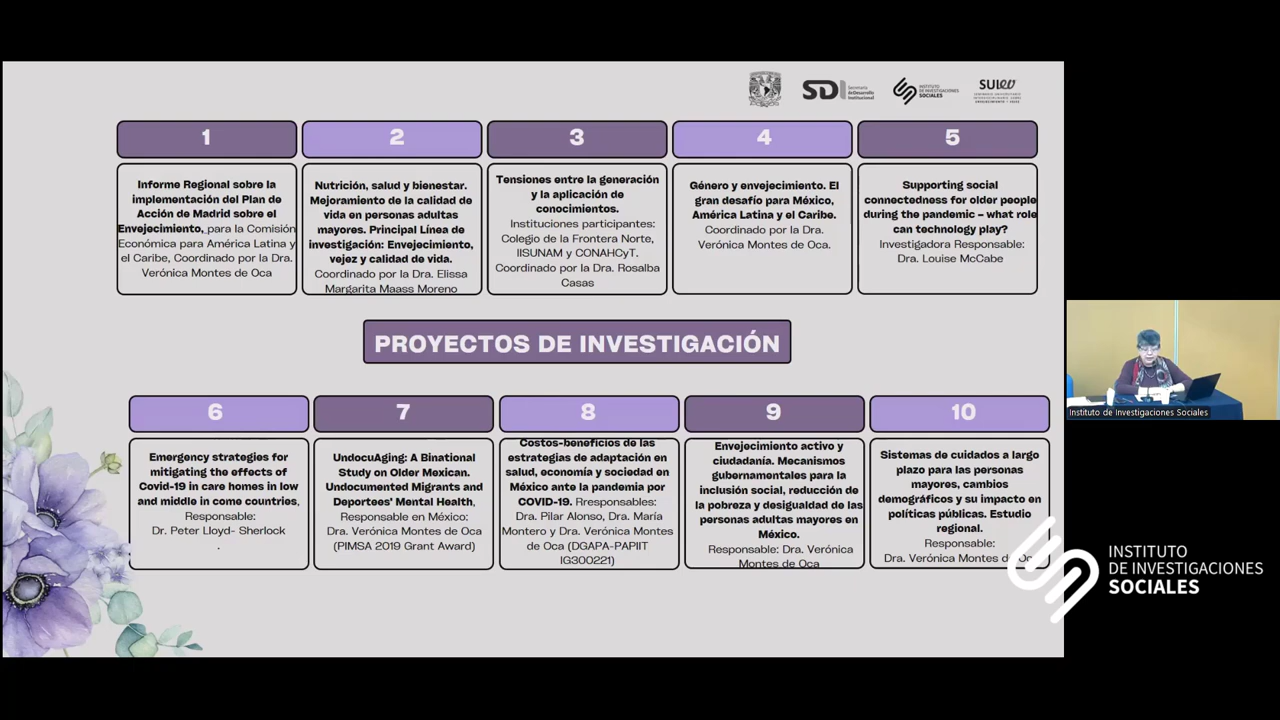 SDI Secretaría de Desarrollo Institucional
INSTITUTO DE INVESTIGACIONES SOCIALES
SUIEV
1
2
3
4
5
Informe Regional sobre la
implementación del Plan de
Acción de Madrid sobre el
Envejecimiento, para la Comisión
Económica para América Latina y
el Caribe, Coordinado por la Dra.
Verónica Montes de Oca
Nutrición, salud y bienestar.
Mejoramiento de la calidad de
vida en personas adultas
mayores. Principal Línea de
investigación: Envejecimiento,
vejez y calidad de vida.
Coordinado por la Dra. Elissa
Margarita Maass Moreno
Tensiones entre la generación
y la aplicación de
conocimientos.
Instituciones participantes:
Colegio de la Frontera Norte,
IISUNAM y CONAHCyT.
Coordinado por la Dra. Rosalba
Casas
Género y envejecimiento. El
gran desafío para México,
América Latina y el Caribe.
Coordinado por la Dra.
Verónica Montes de Oca.
Supporting social
connectedness for older people
during the pandemic – what role
can technology play?
Investigadora Responsable:
Dra. Louise McCabe
PROYECTOS DE INVESTIGACIÓN
6
7
8
9
10
Emergency strategies for
mitigating the effects of
Covid-19 in care homes in low
and middle in come countries,
Responsable:
Dr. Peter Lloyd- Sherlock
.
UndocuAging: A Binational
Study on Older Mexican.
Undocumented Migrants and
Deportees' Mental Health,
Responsable en México:
Dra. Verónica Montes de Oca
(PIMSA 2019 Grant Award)
Costos-beneficios de las
estrategias de adaptación en
salud, economía y sociedad en
México ante la pandemia por
COVID-19. Rresponsables:
Dra. Pilar Alonso, Dra. María
Montero y Dra. Verónica Montes
de Oca (DGAPA-PAPIIT
IG300221)
Envejecimiento activo y
ciudadanía. Mecanismos
gubernamentales para la
inclusión social, reducción de
la pobreza y desigualdad de las
personas adultas mayores en
México.
Responsable: Dra. Verónica
Montes de Oca
Sistemas de cuidados a largo
plazo para las personas
mayores, cambios
demográficos y su impacto en
políticas públicas. Estudio
regional.
Responsable:
Dra. Verónica Montes de Oca
Instituto de Investigaciones Sociales
INSTITUTO
DE INVESTIGACIONES
SOCIALES